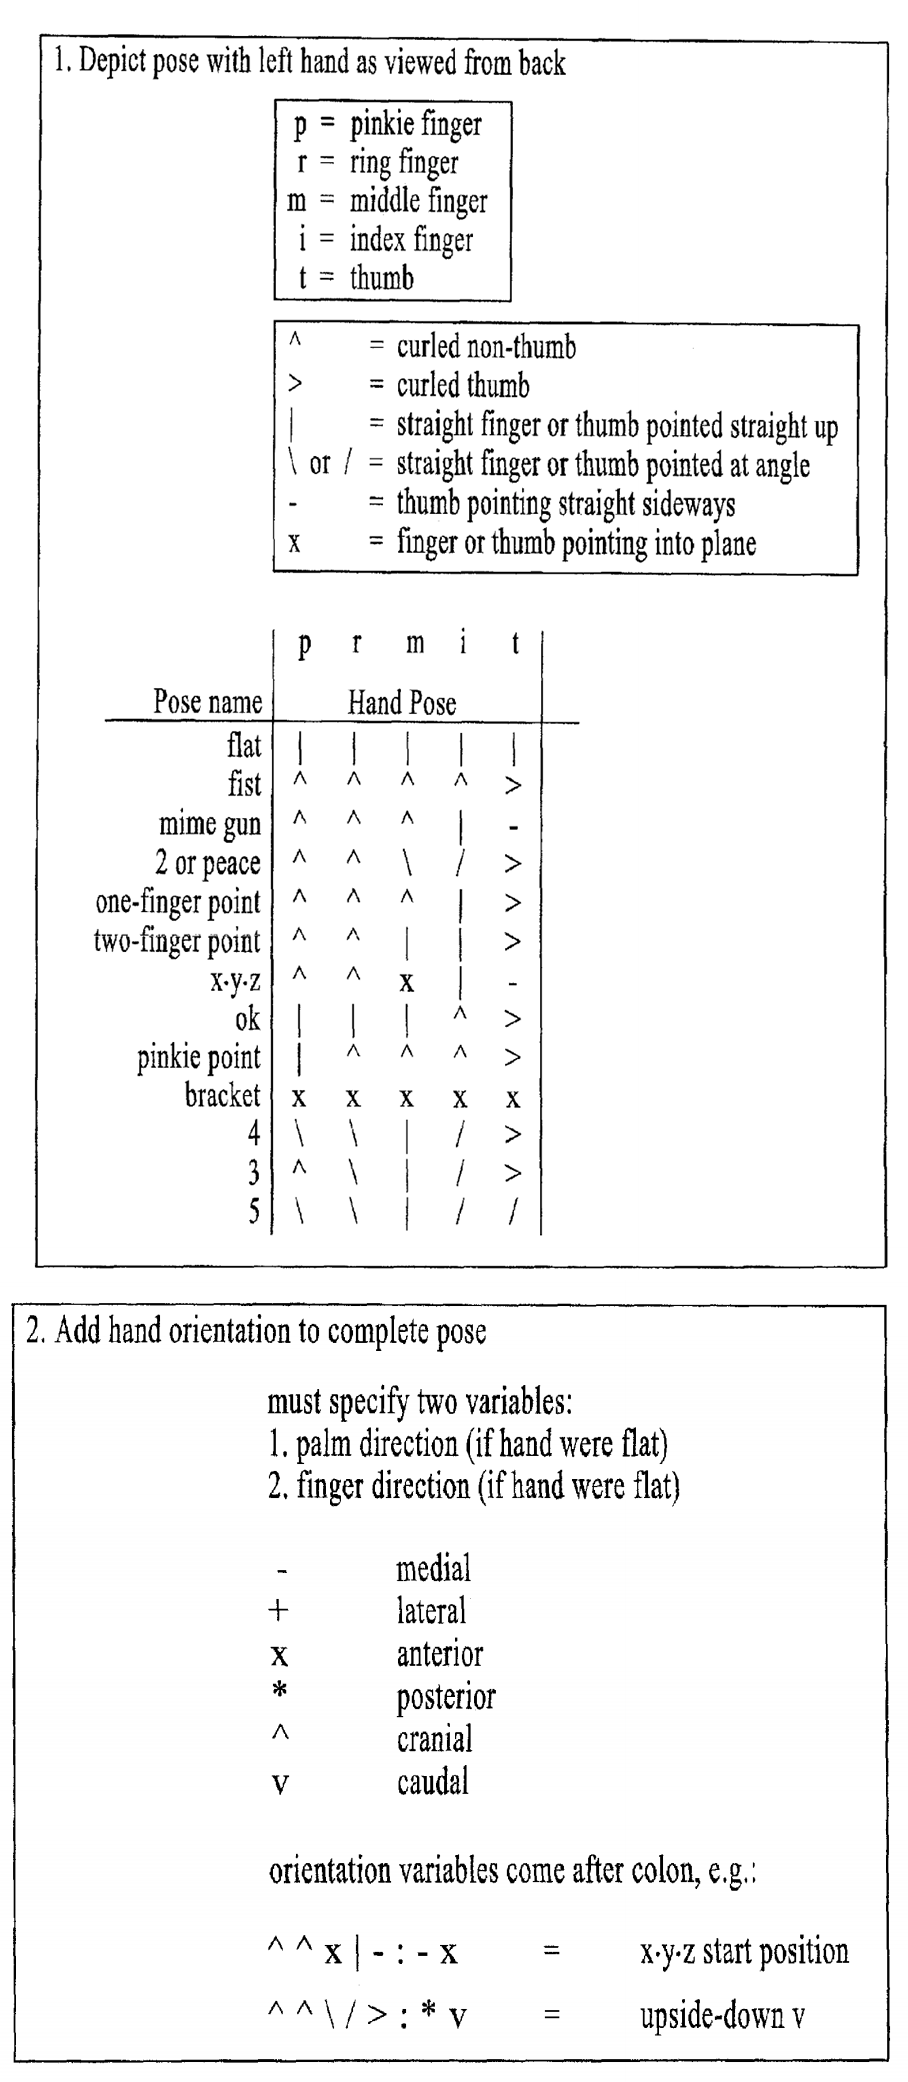 1. Depict pose with left hand as viewed from back
p = pinkie finger
r = ring finger
m = middle finger
i = index finger
t = thumb
^ = curled non-thumb
> = curled thumb
| = straight finger or thumb pointed straight up
\ or / = straight finger or thumb pointed at angle
- = thumb pointing straight sideways
x = finger or thumb pointing into plane
p r m i t
Pose name Hand Pose
flat | | | | |
fist ^ ^ ^ ^ >
mime gun ^ ^ ^ | -
2 or peace ^ ^ \ / >
one-finger point ^ ^ ^ | >
two-finger point ^ ^ | | >
x-y-z ^ ^ x | -
ok | | | ^ >
pinkie point | ^ ^ ^ >
bracket x x x x x
4 \ \ | / >
3 ^ \ | / >
5 \ \ | / /
2. Add hand orientation to complete pose
must specify two variables:
1. palm direction (if hand were flat)
2. finger direction (if hand were flat)
- medial
+ lateral
x anterior
* posterior
^ cranial
v caudal
orientation variables come after colon, e.g.:
^ ^ x | - : - x = x-y-z start position
^ ^ \ / > : * v = upside-down v